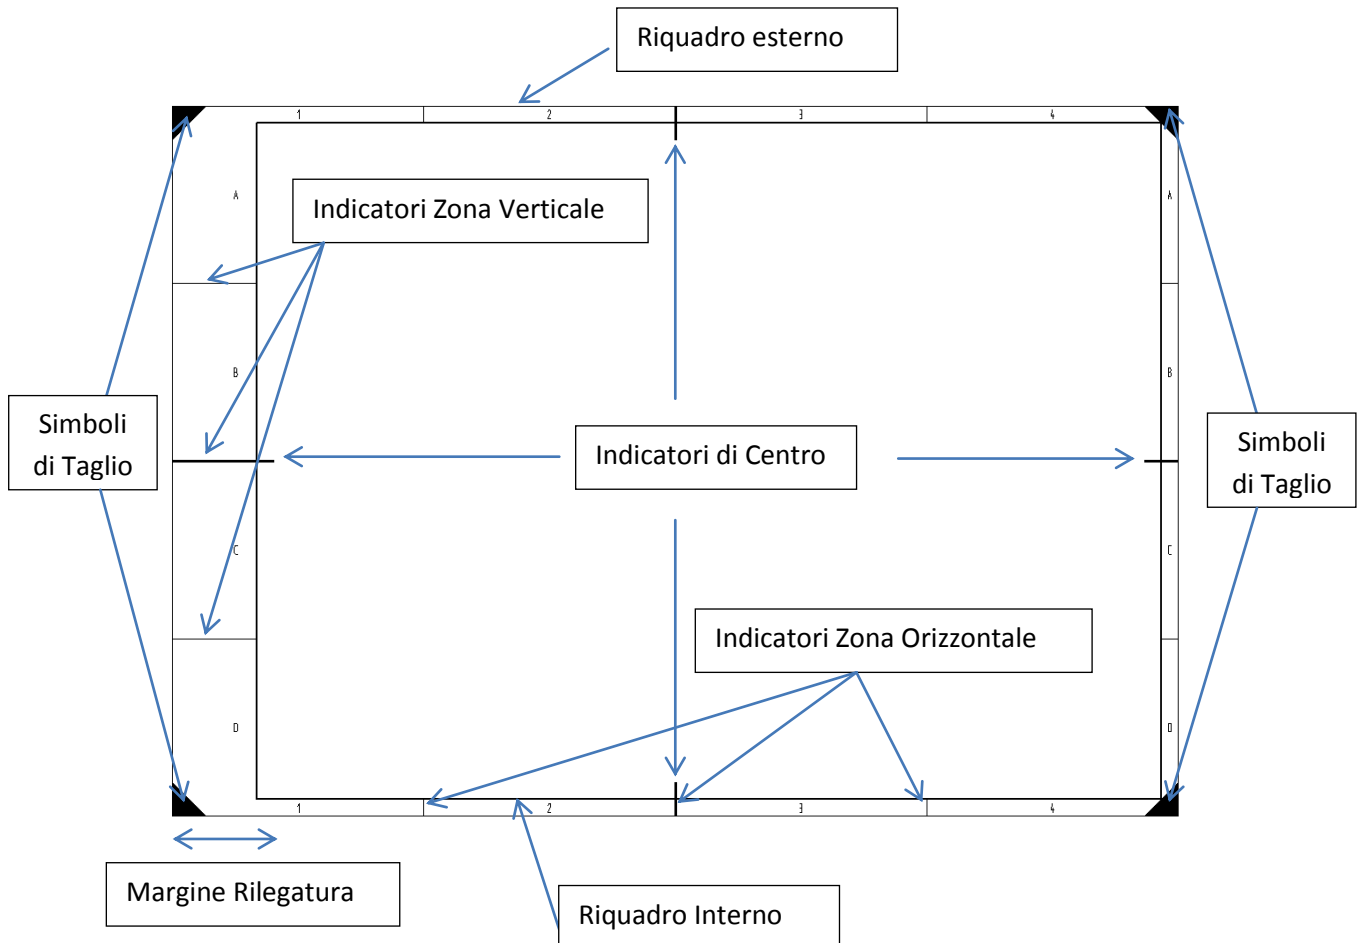 Riquadro esterno
1 2 3 4
A A
Indicatori Zona Verticale
B B
Simboli
di Taglio
Indicatori di Centro
Simboli
di Taglio
C C
Indicatori Zona Orizzontale
D D
1 2 3 4
Margine Rilegatura
Riquadro Interno